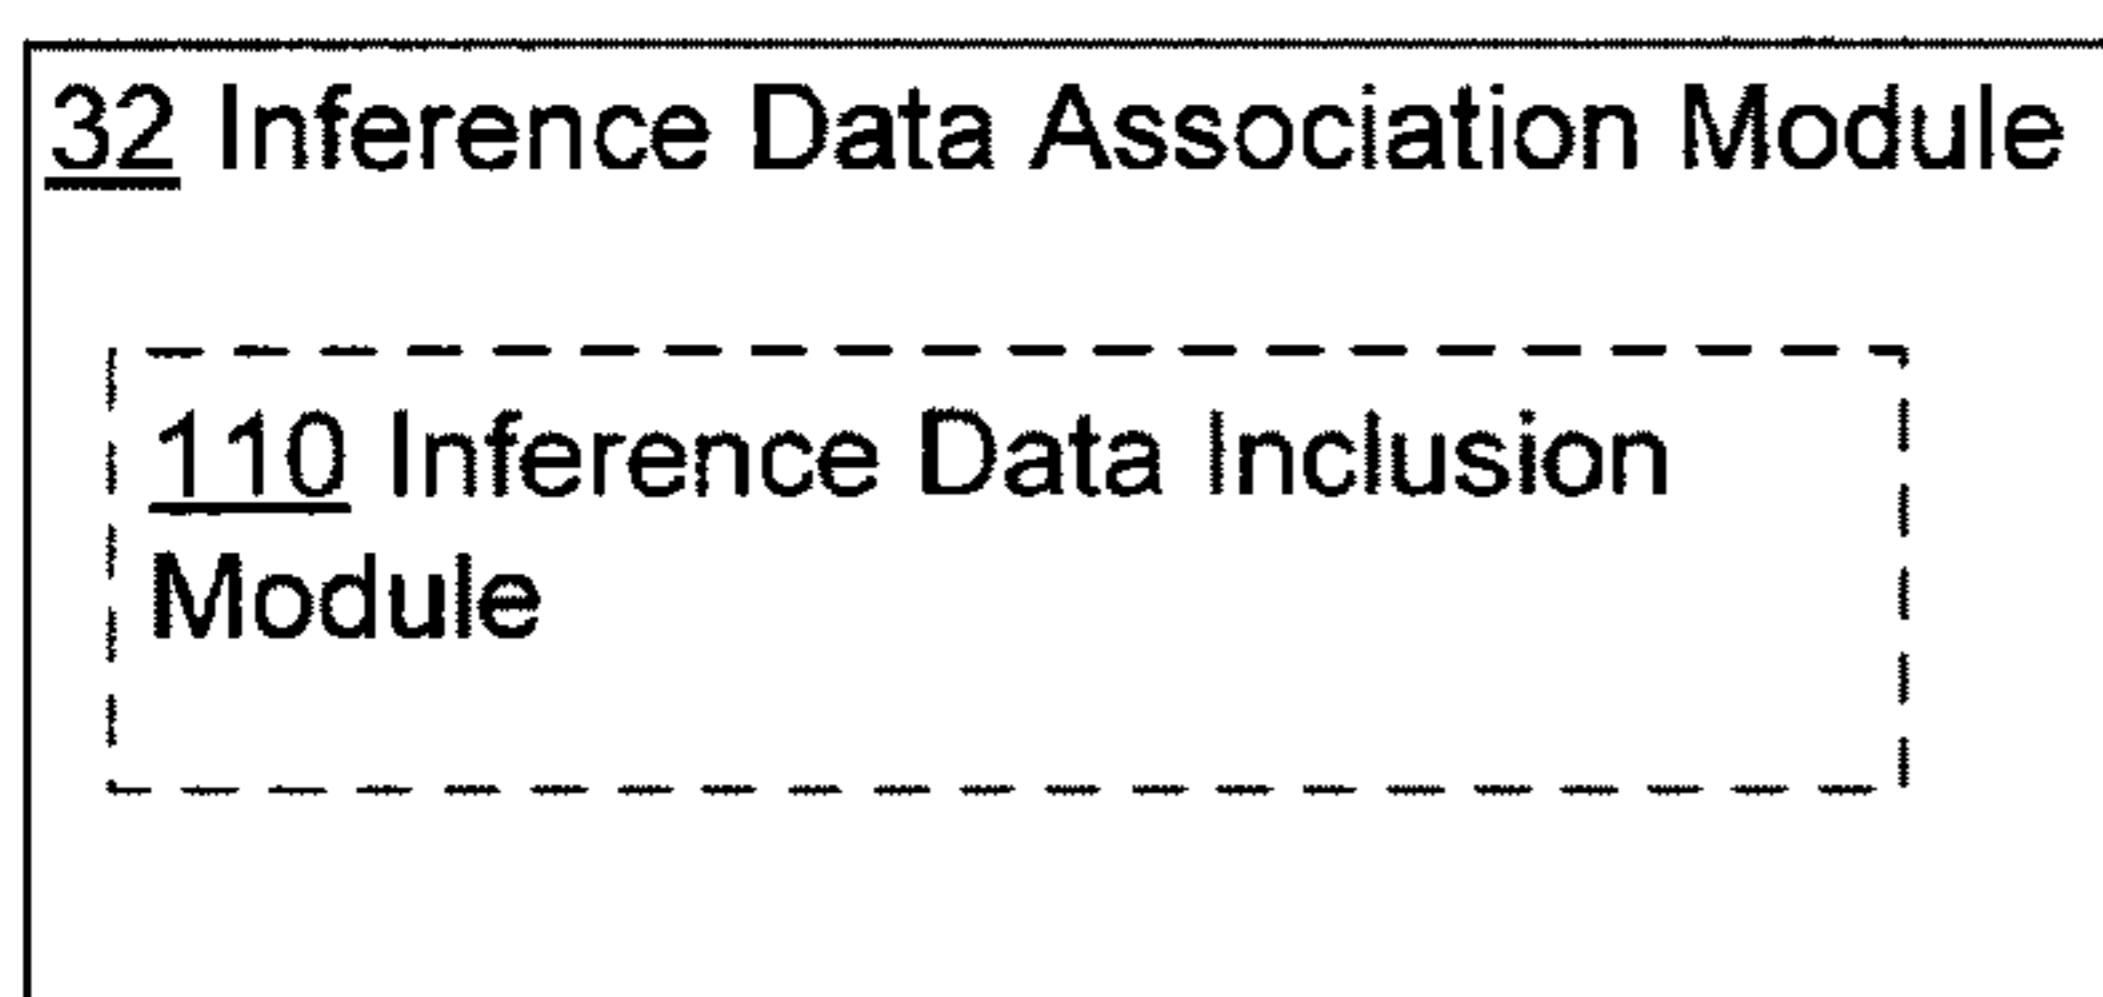 32 Inference Data Association Module
110 Inference Data Inclusion
Module